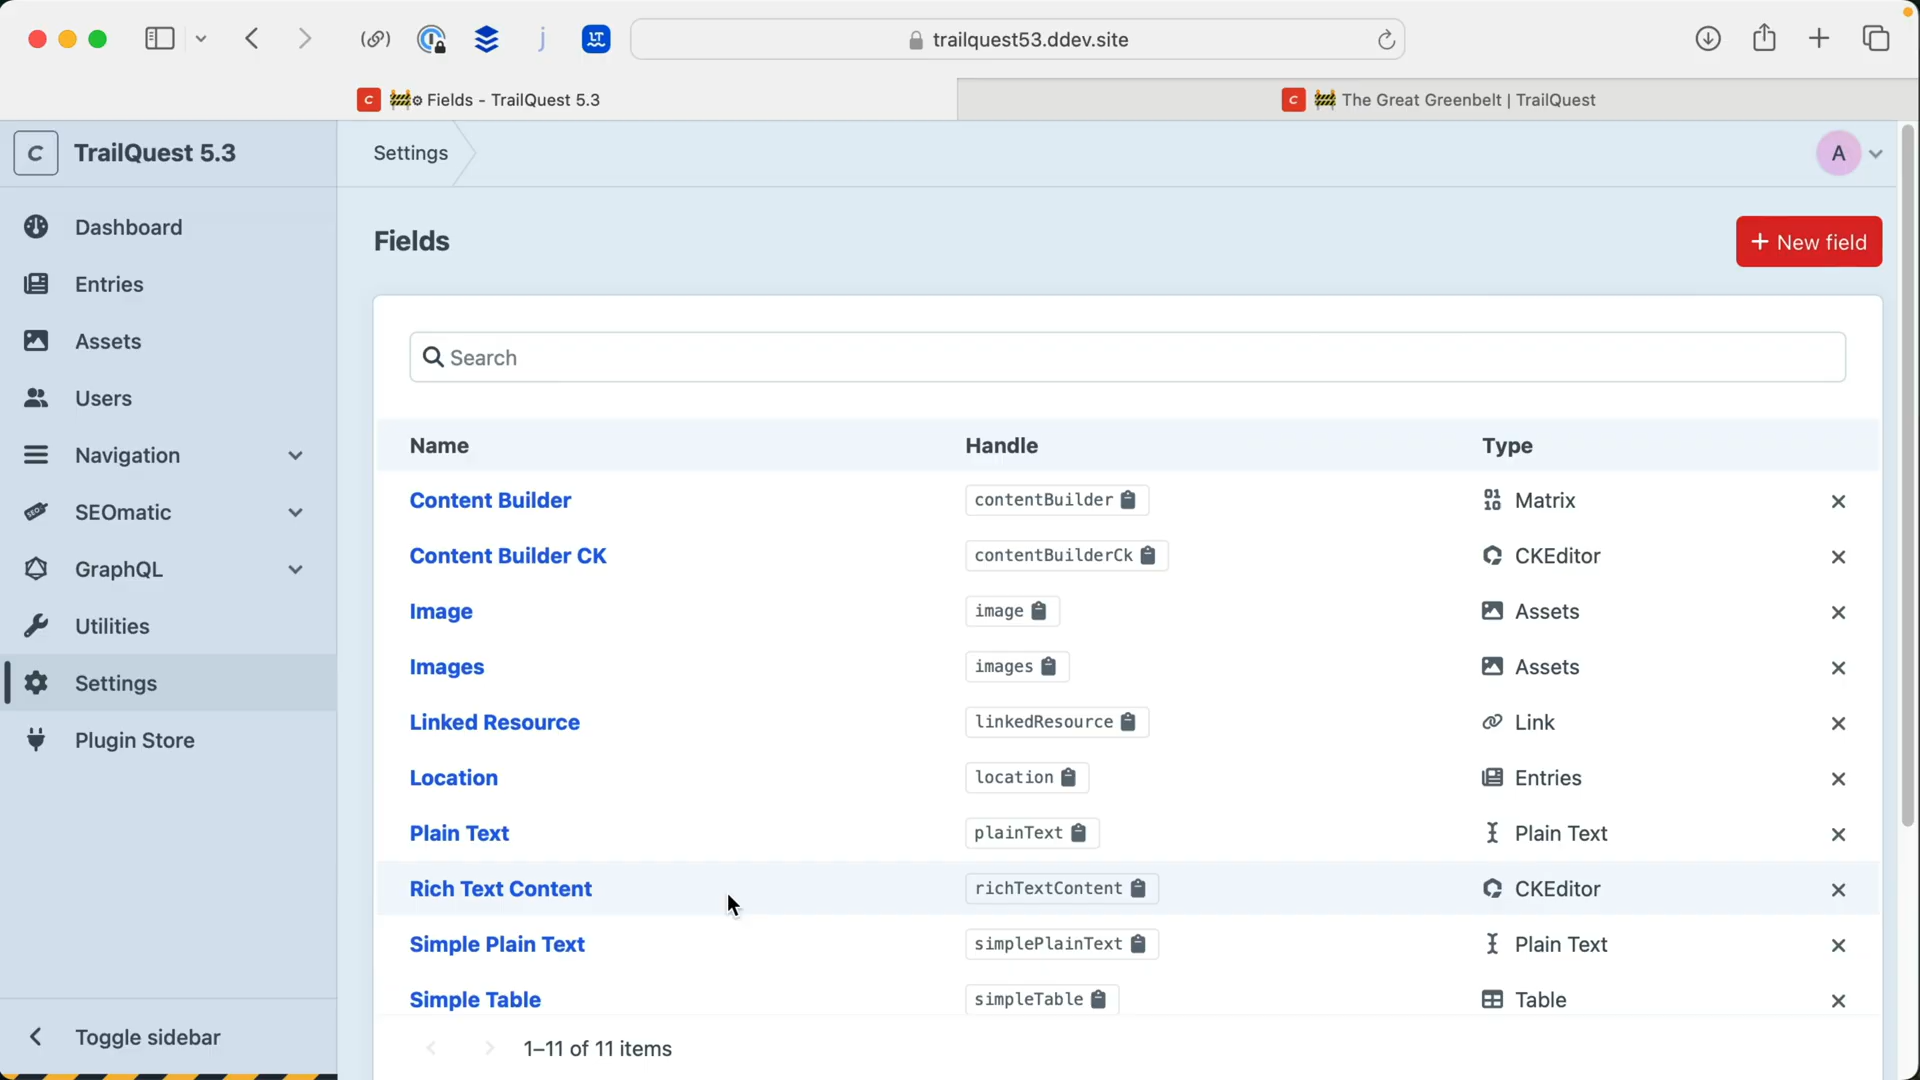 trailquest53.ddev.site
Fields - TrailQuest 5.3
The Great Greenbelt | TrailQuest
C TrailQuest 5.3
Settings
A
Dashboard
Entries
Assets
Users
Navigation
SEOmatic
GraphQL
Utilities
Settings
Plugin Store
Toggle sidebar
Fields
+ New field
Search
Name Handle Type
Content Builder contentBuilder Matrix
Content Builder CK contentBuilderCk CKEditor
Image image Assets
Images images Assets
Linked Resource linkedResource Link
Location location Entries
Plain Text plainText Plain Text
Rich Text Content richTextContent CKEditor
Simple Plain Text simplePlainText Plain Text
Simple Table simpleTable Table
1–11 of 11 items